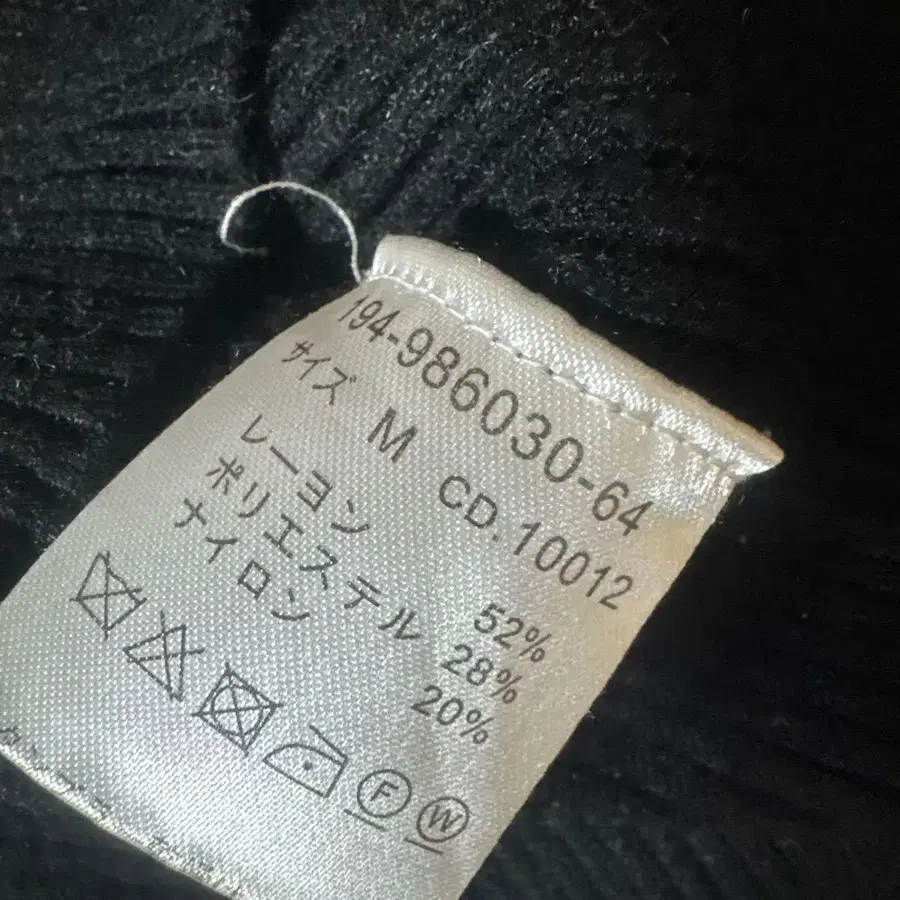 194-986030-64
サイズ M CD.10012
レーヨン 52%
ポリエステル 28%
ナイロン 20%
F W